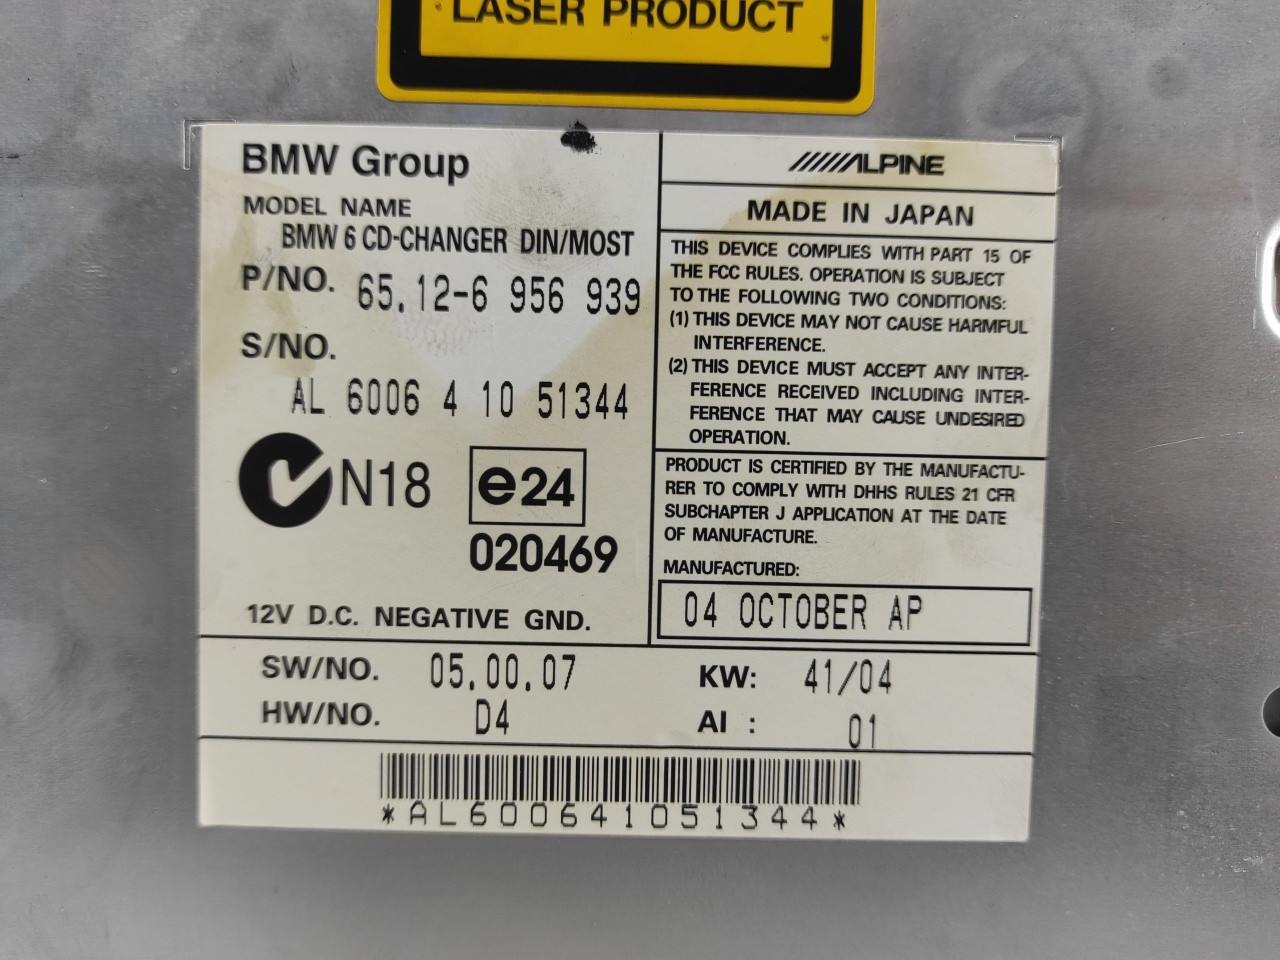 LASER PRODUCT
BMW Group
MODEL NAME
BMW 6 CD-CHANGER DIN/MOST
P/NO. 65.12-6 956 939
S/NO.
AL 6006 4 10 51344
N18
e24
020469
12V D.C. NEGATIVE GND.
ALPINE
MADE IN JAPAN
THIS DEVICE COMPLIES WITH PART 15 OF
THE FCC RULES. OPERATION IS SUBJECT
TO THE FOLLOWING TWO CONDITIONS:
(1) THIS DEVICE MAY NOT CAUSE HARMFUL
INTERFERENCE.
(2) THIS DEVICE MUST ACCEPT ANY INTER-
FERENCE RECEIVED INCLUDING INTER-
FERENCE THAT MAY CAUSE UNDESIRED
OPERATION.
PRODUCT IS CERTIFIED BY THE MANUFACTU-
RER TO COMPLY WITH DHHS RULES 21 CFR
SUBCHAPTER J APPLICATION AT THE DATE
OF MANUFACTURE.
MANUFACTURED:
04 OCTOBER AP
SW/NO. 05.00.07 KW: 41/04
HW/NO. D4 AI : 01
*AL600641051344*